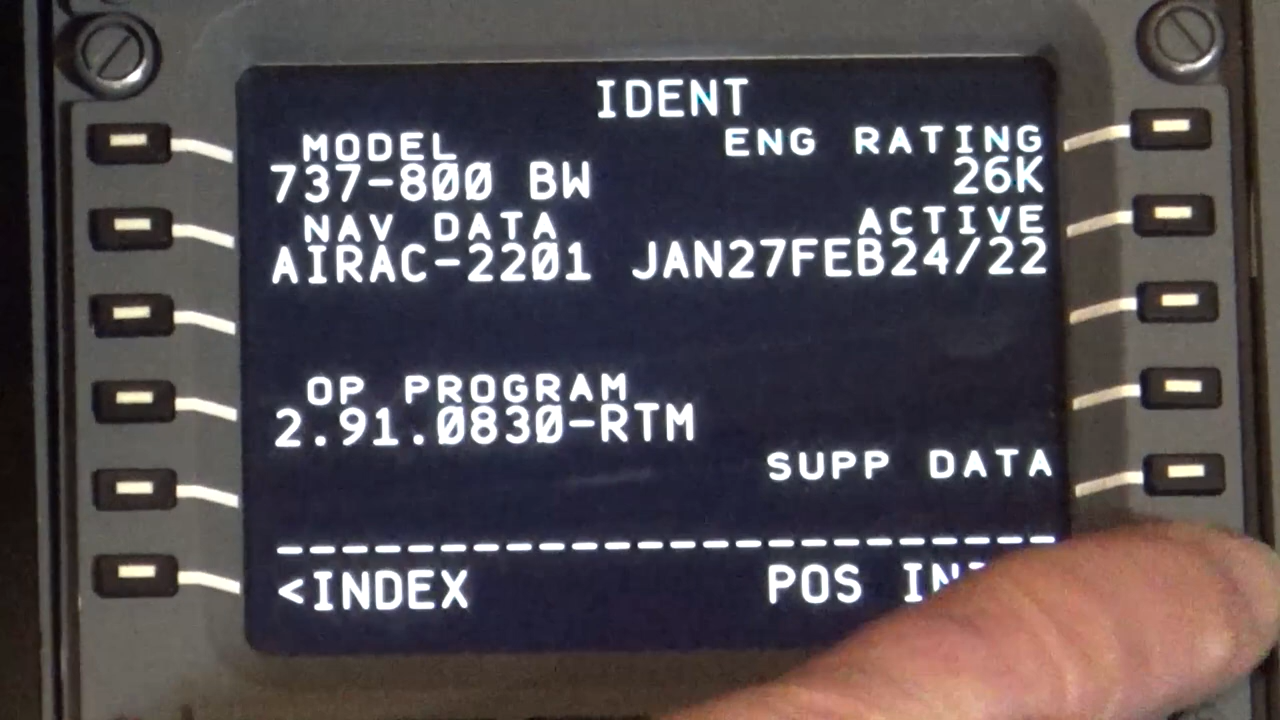 IDENT
MODEL ENG RATING
737-800 BW 26K
NAV DATA ACTIVE
AIRAC-2201 JAN27FEB24/22
OP PROGRAM
2.91.0830-RTM
SUPP DATA
------------------------
<INDEX POS